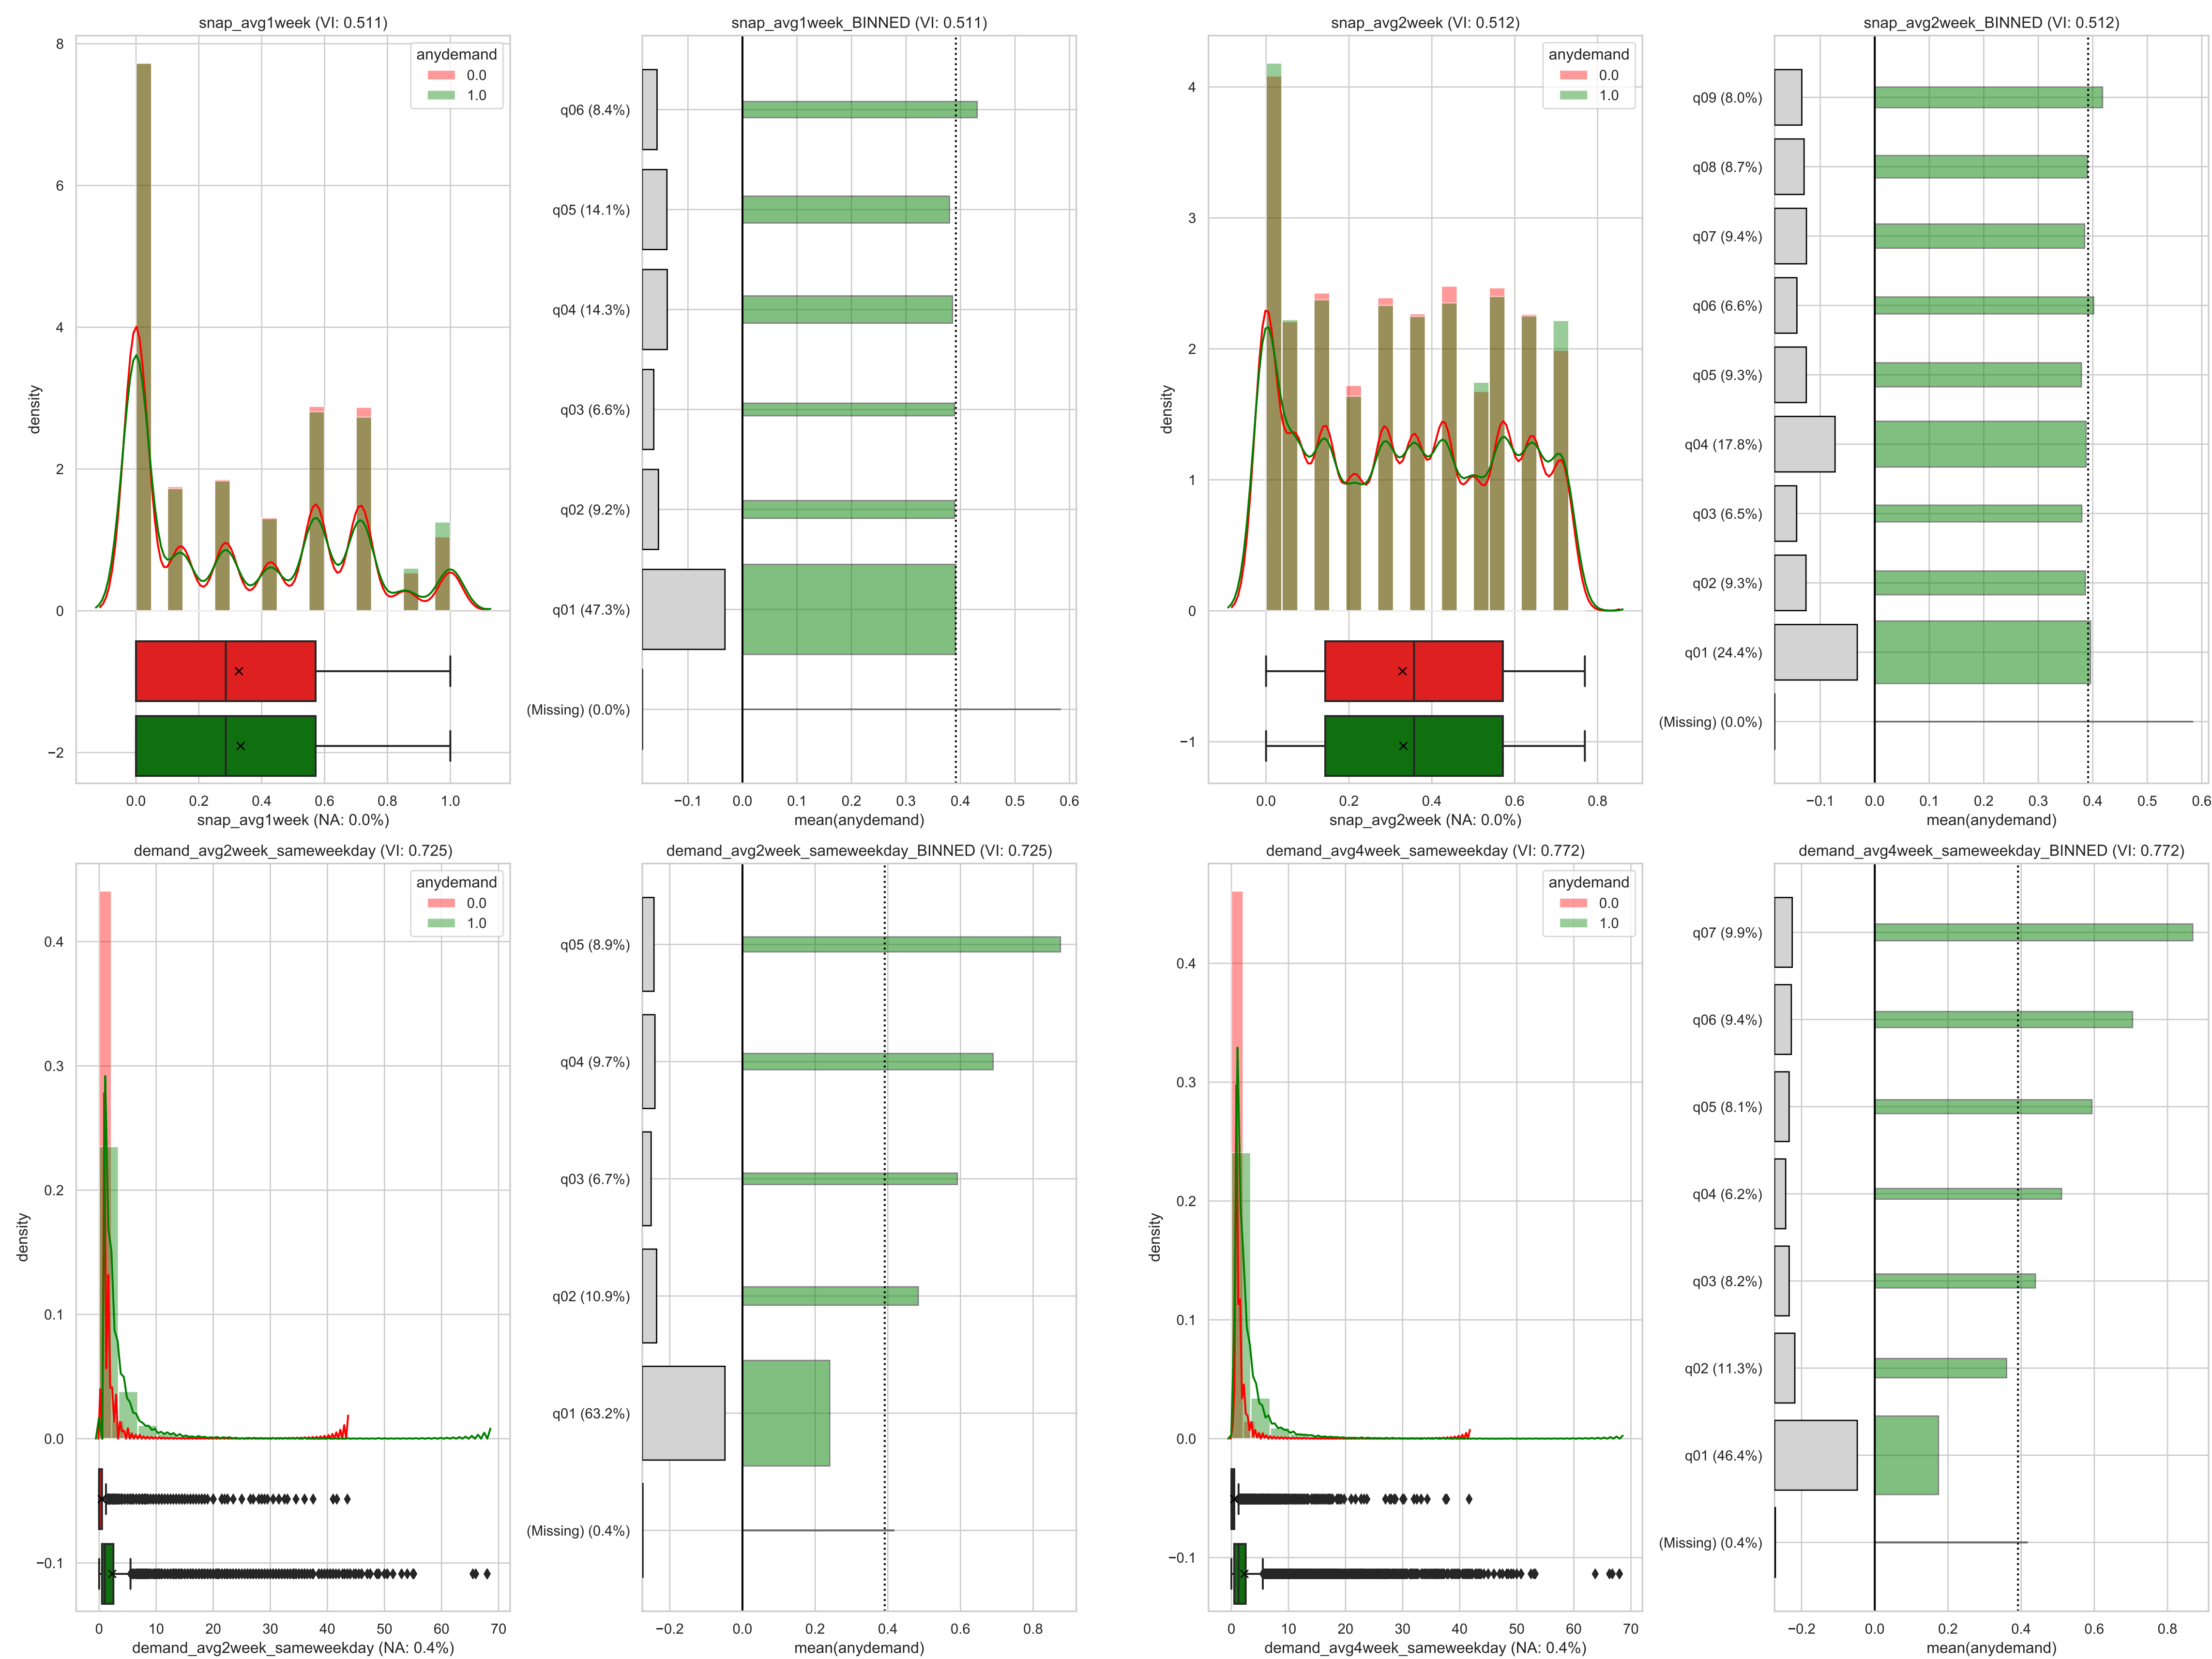 snap_avg1week (VI: 0.511)
8
6
4
2
0
−2
density
anydemand
0.0
1.0
0.0 0.2 0.4 0.6 0.8 1.0
snap_avg1week (NA: 0.0%)
snap_avg1week_BINNED (VI: 0.511)
q06 (8.4%)
q05 (14.1%)
q04 (14.3%)
q03 (6.6%)
q02 (9.2%)
q01 (47.3%)
(Missing) (0.0%)
−0.1 0.0 0.1 0.2 0.3 0.4 0.5 0.6
mean(anydemand)
snap_avg2week (VI: 0.512)
4
3
2
1
0
−1
density
anydemand
0.0
1.0
0.0 0.2 0.4 0.6 0.8
snap_avg2week (NA: 0.0%)
snap_avg2week_BINNED (VI: 0.512)
q09 (8.0%)
q08 (8.7%)
q07 (9.4%)
q06 (6.6%)
q05 (9.3%)
q04 (17.8%)
q03 (6.5%)
q02 (9.3%)
q01 (24.4%)
(Missing) (0.0%)
−0.1 0.0 0.1 0.2 0.3 0.4 0.5 0.6
mean(anydemand)
demand_avg2week_sameweekday (VI: 0.725)
0.4
0.3
0.2
0.1
0.0
−0.1
density
anydemand
0.0
1.0
0 10 20 30 40 50 60 70
demand_avg2week_sameweekday (NA: 0.4%)
demand_avg2week_sameweekday_BINNED (VI: 0.725)
q05 (8.9%)
q04 (9.7%)
q03 (6.7%)
q02 (10.9%)
q01 (63.2%)
(Missing) (0.4%)
−0.2 0.0 0.2 0.4 0.6 0.8
mean(anydemand)
demand_avg4week_sameweekday (VI: 0.772)
0.4
0.3
0.2
0.1
0.0
−0.1
density
anydemand
0.0
1.0
0 10 20 30 40 50 60 70
demand_avg4week_sameweekday (NA: 0.4%)
demand_avg4week_sameweekday_BINNED (VI: 0.772)
q07 (9.9%)
q06 (9.4%)
q05 (8.1%)
q04 (6.2%)
q03 (8.2%)
q02 (11.3%)
q01 (46.4%)
(Missing) (0.4%)
−0.2 0.0 0.2 0.4 0.6 0.8
mean(anydemand)